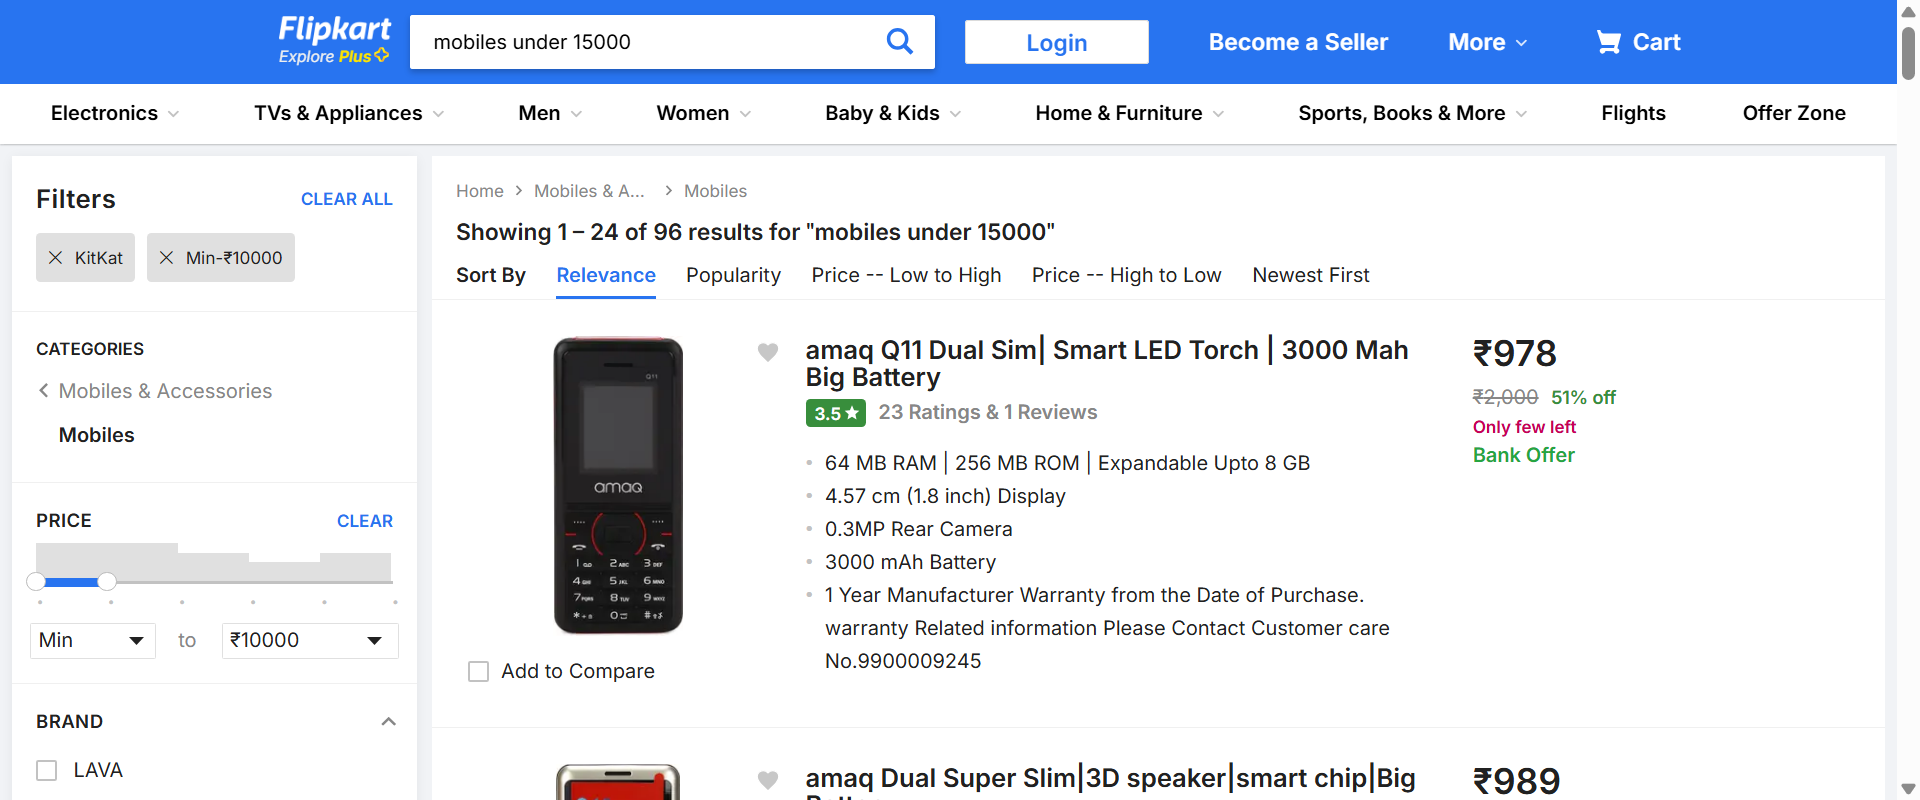 Flipkart
Explore Plus
mobiles under 15000
Login
Become a Seller
More
Cart
Electronics
TVs & Appliances
Men
Women
Baby & Kids
Home & Furniture
Sports, Books & More
Flights
Offer Zone
Filters
CLEAR ALL
KitKat
Min-₹10000
CATEGORIES
Mobiles & Accessories
Mobiles
PRICE
CLEAR
Min
to
₹10000
BRAND
LAVA
Home
Mobiles & A...
Mobiles
Showing 1 – 24 of 96 results for "mobiles under 15000"
Sort By
Relevance
Popularity
Price -- Low to High
Price -- High to Low
Newest First
Q11
amaq
Add to Compare
amaq Q11 Dual Sim| Smart LED Torch | 3000 Mah
Big Battery
3.5
23 Ratings & 1 Reviews
64 MB RAM | 256 MB ROM | Expandable Upto 8 GB
4.57 cm (1.8 inch) Display
0.3MP Rear Camera
3000 mAh Battery
1 Year Manufacturer Warranty from the Date of Purchase.
warranty Related information Please Contact Customer care
No.9900009245
₹978
₹2,000 51% off
Only few left
Bank Offer
amaq Dual Super Slim|3D speaker|smart chip|Big
₹989